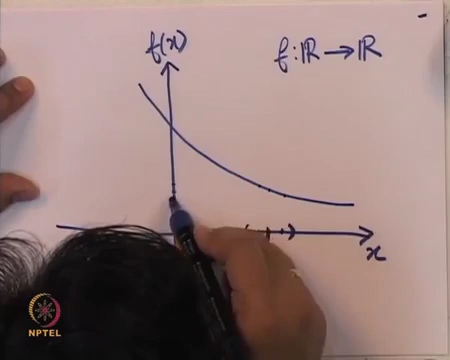 f(x)
f : ℝ → ℝ
x
NPTEL